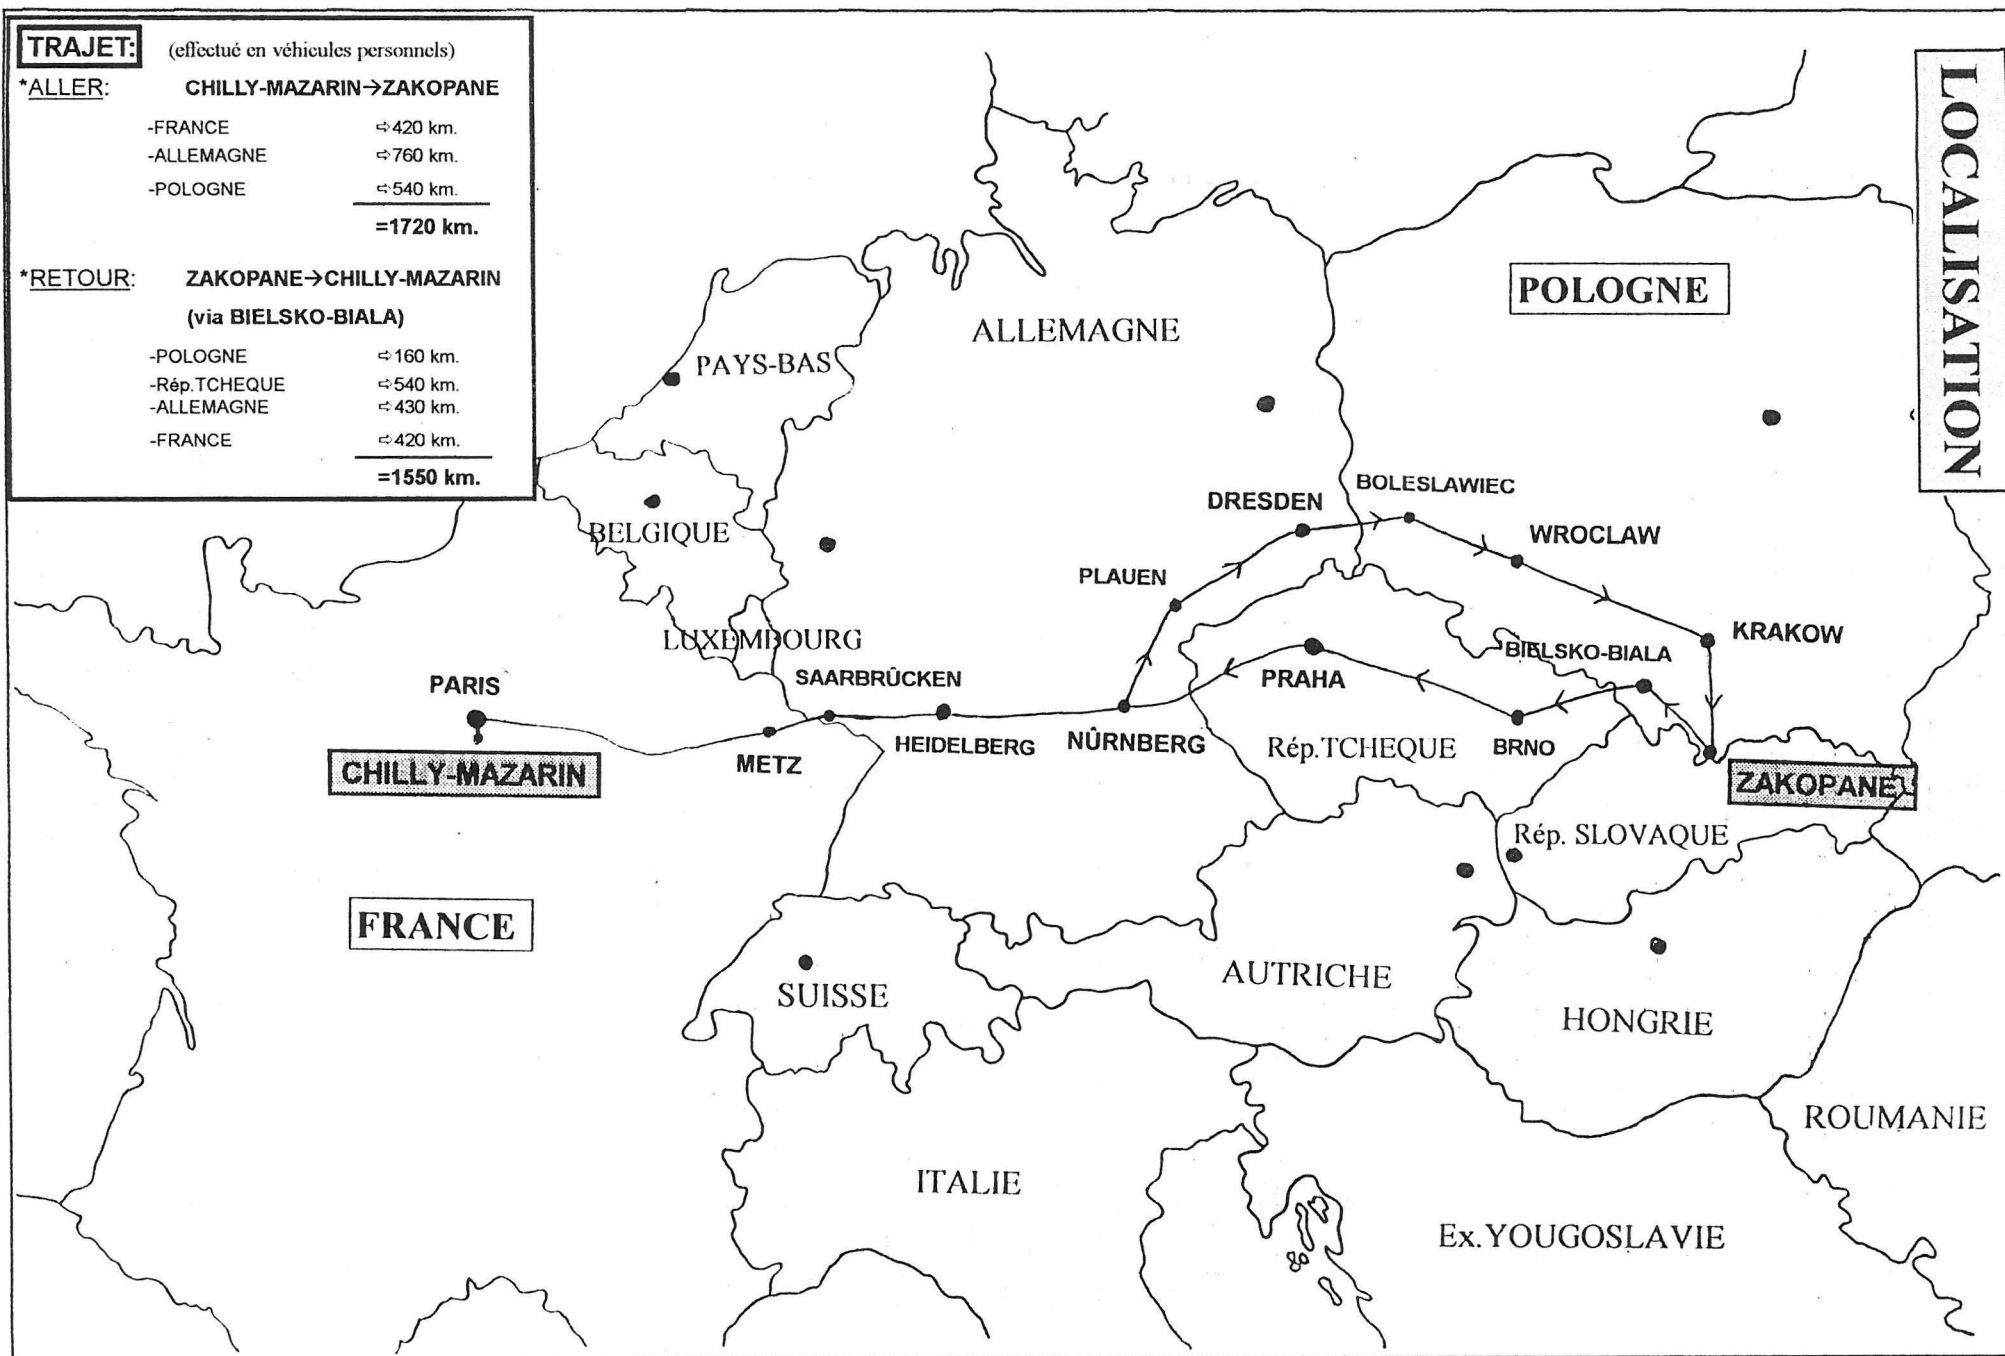 TRAJET: (effectué en véhicules personnels)
*ALLER: CHILLY-MAZARIN→ZAKOPANE
-FRANCE ⇨420 km.
-ALLEMAGNE ⇨760 km.
-POLOGNE ⇨540 km.
=1720 km.
*RETOUR: ZAKOPANE→CHILLY-MAZARIN
(via BIELSKO-BIALA)
-POLOGNE ⇨160 km.
-Rép.TCHEQUE ⇨540 km.
-ALLEMAGNE ⇨430 km.
-FRANCE ⇨420 km.
=1550 km.
LOCALISATION
POLOGNE
ALLEMAGNE
PAYS-BAS
BELGIQUE
LUXEMBOURG
DRESDEN
BOLESLAWIEC
WROCLAW
PLAUEN
KRAKOW
BIELSKO-BIALA
PRAHA
SAARBRÛCKEN
PARIS
HEIDELBERG
NÛRNBERG
METZ
Rép.TCHEQUE
BRNO
CHILLY-MAZARIN
ZAKOPANE
Rép. SLOVAQUE
FRANCE
SUISSE
AUTRICHE
HONGRIE
ROUMANIE
ITALIE
Ex.YOUGOSLAVIE